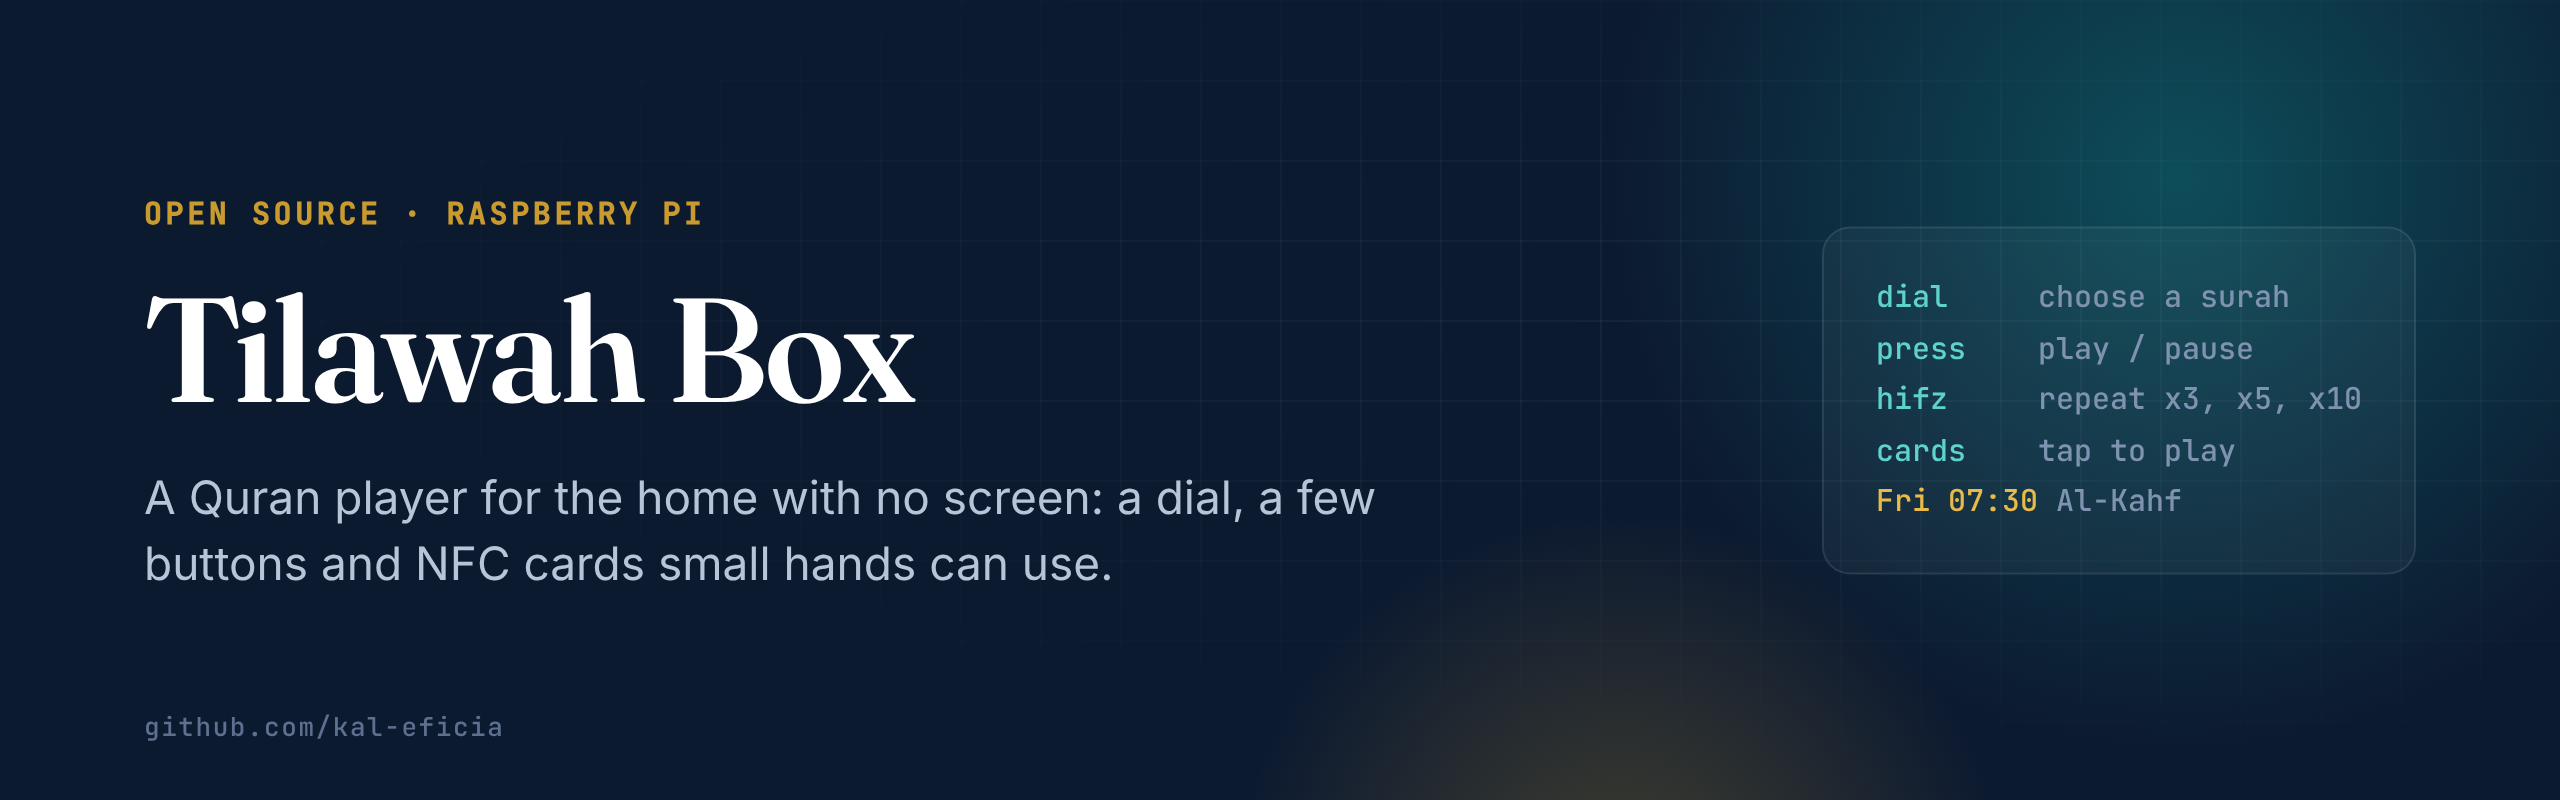 OPEN SOURCE · RASPBERRY PI
Tilawah Box
A Quran player for the home with no screen: a dial, a few
buttons and NFC cards small hands can use.
github.com/kal-eficia
dial choose a surah
press play / pause
hifz repeat x3, x5, x10
cards tap to play
Fri 07:30 Al-Kahf